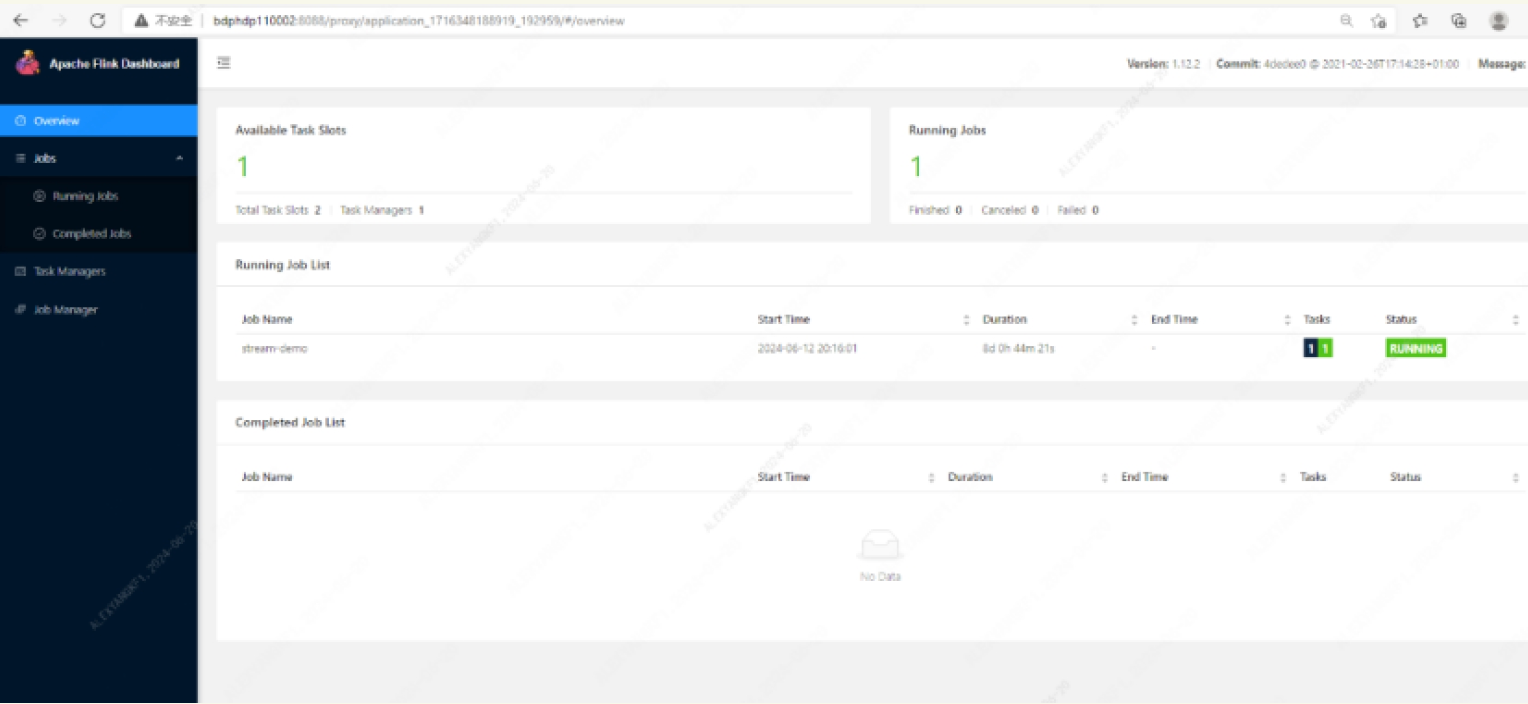 不安全 bdphdp110002:8088/proxy/application_1716348188919_192959/#/overview
Apache Flink Dashboard
Version: 1.12.2 Commit: 4dedee0 @ 2021-02-26T17:14:28+01:00 Message:
Overview
Jobs
Running Jobs
Completed Jobs
Task Managers
Job Manager
Available Task Slots
1
Total Task Slots 2 Task Managers 1
Running Jobs
1
Finished 0 Canceled 0 Failed 0
Running Job List
Job Name Start Time Duration End Time Tasks Status
stream-demo 2024-06-12 20:16:01 8d 0h 44m 21s - 1 1 RUNNING
Completed Job List
Job Name Start Time Duration End Time Tasks Status
No Data